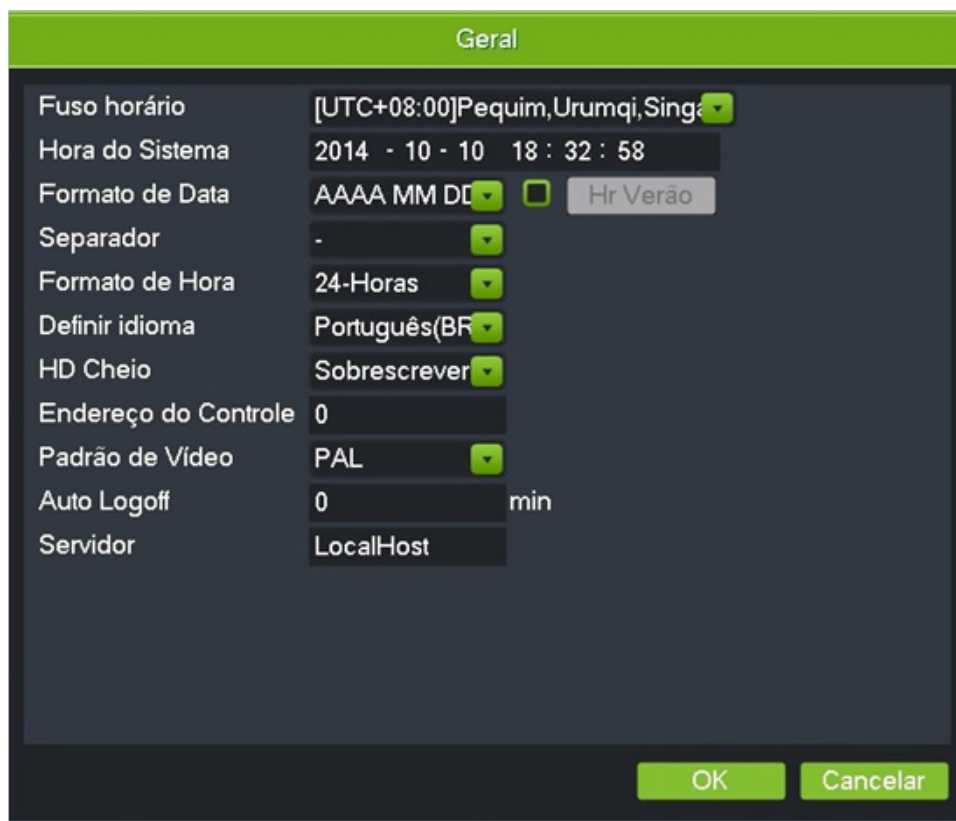 Geral
Fuso horário [UTC+08:00]Pequim,Urumqi,Singa
Hora do Sistema 2014 - 10 - 10 18 : 32 : 58
Formato de Data AAAA MM DD Hr Verão
Separador -
Formato de Hora 24-Horas
Definir idioma Português(BR
HD Cheio Sobrescrever
Endereço do Controle 0
Padrão de Vídeo PAL
Auto Logoff 0 min
Servidor LocalHost
OK Cancelar